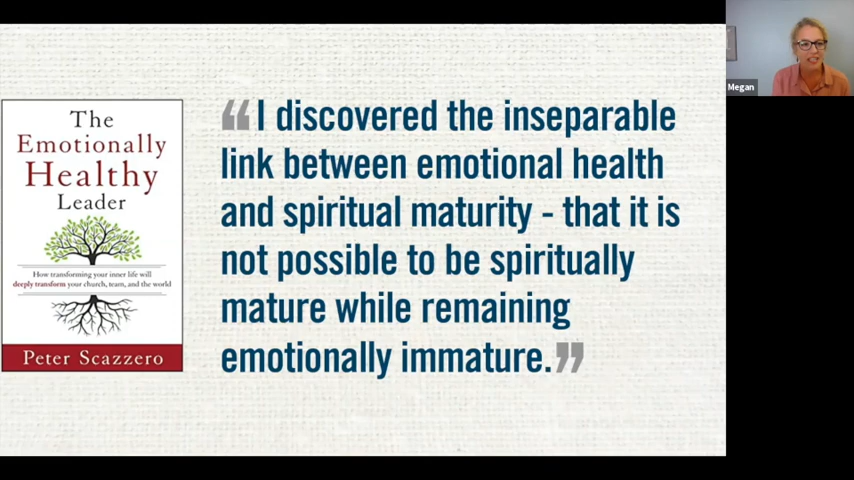 The
Emotionally
Healthy
Leader
How transforming your inner life will
deeply transform your church, team, and the world
Peter Scazzero
“I discovered the inseparable
link between emotional health
and spiritual maturity - that it is
not possible to be spiritually
mature while remaining
emotionally immature.”
Megan